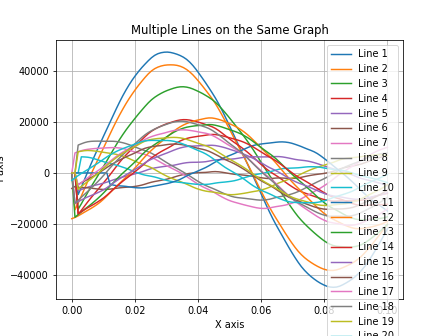 Multiple Lines on the Same Graph
40000
20000
0
−20000
−40000
0.00
0.02
0.04
0.06
X axis
Line 1
Line 2
Line 3
Line 4
Line 5
Line 6
Line 7
Line 8
Line 9
Line 10
Line 11
Line 12
Line 13
Line 14
Line 15
Line 16
Line 17
Line 18
Line 19
Line 20